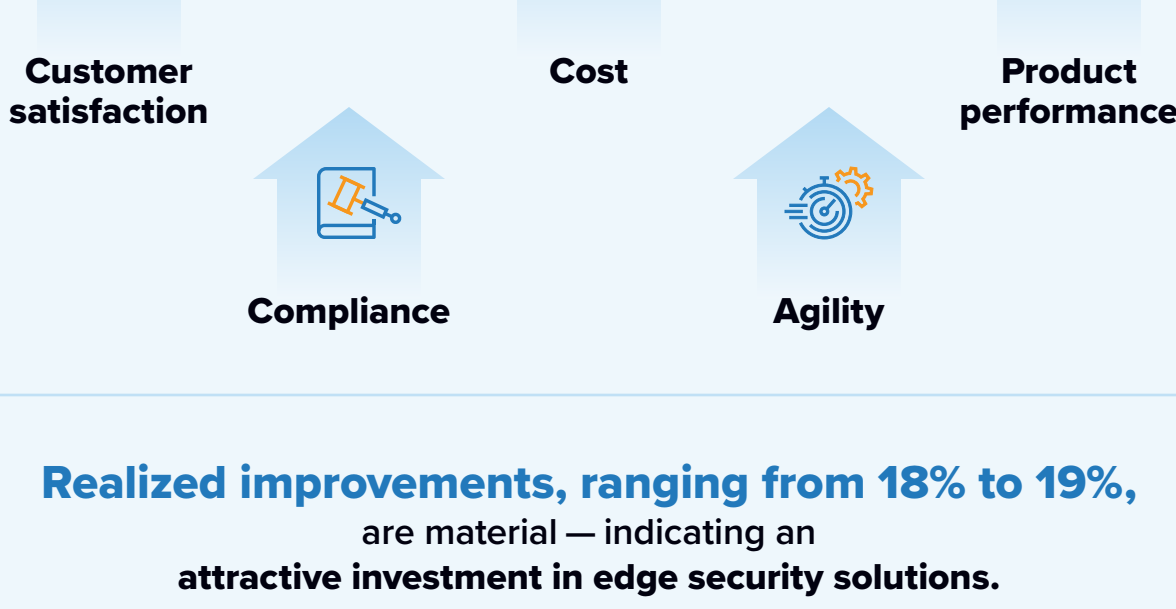 Customer
satisfaction
Cost
Product
performance
Compliance
Agility
Realized improvements, ranging from 18% to 19%,
are material — indicating an
attractive investment in edge security solutions.